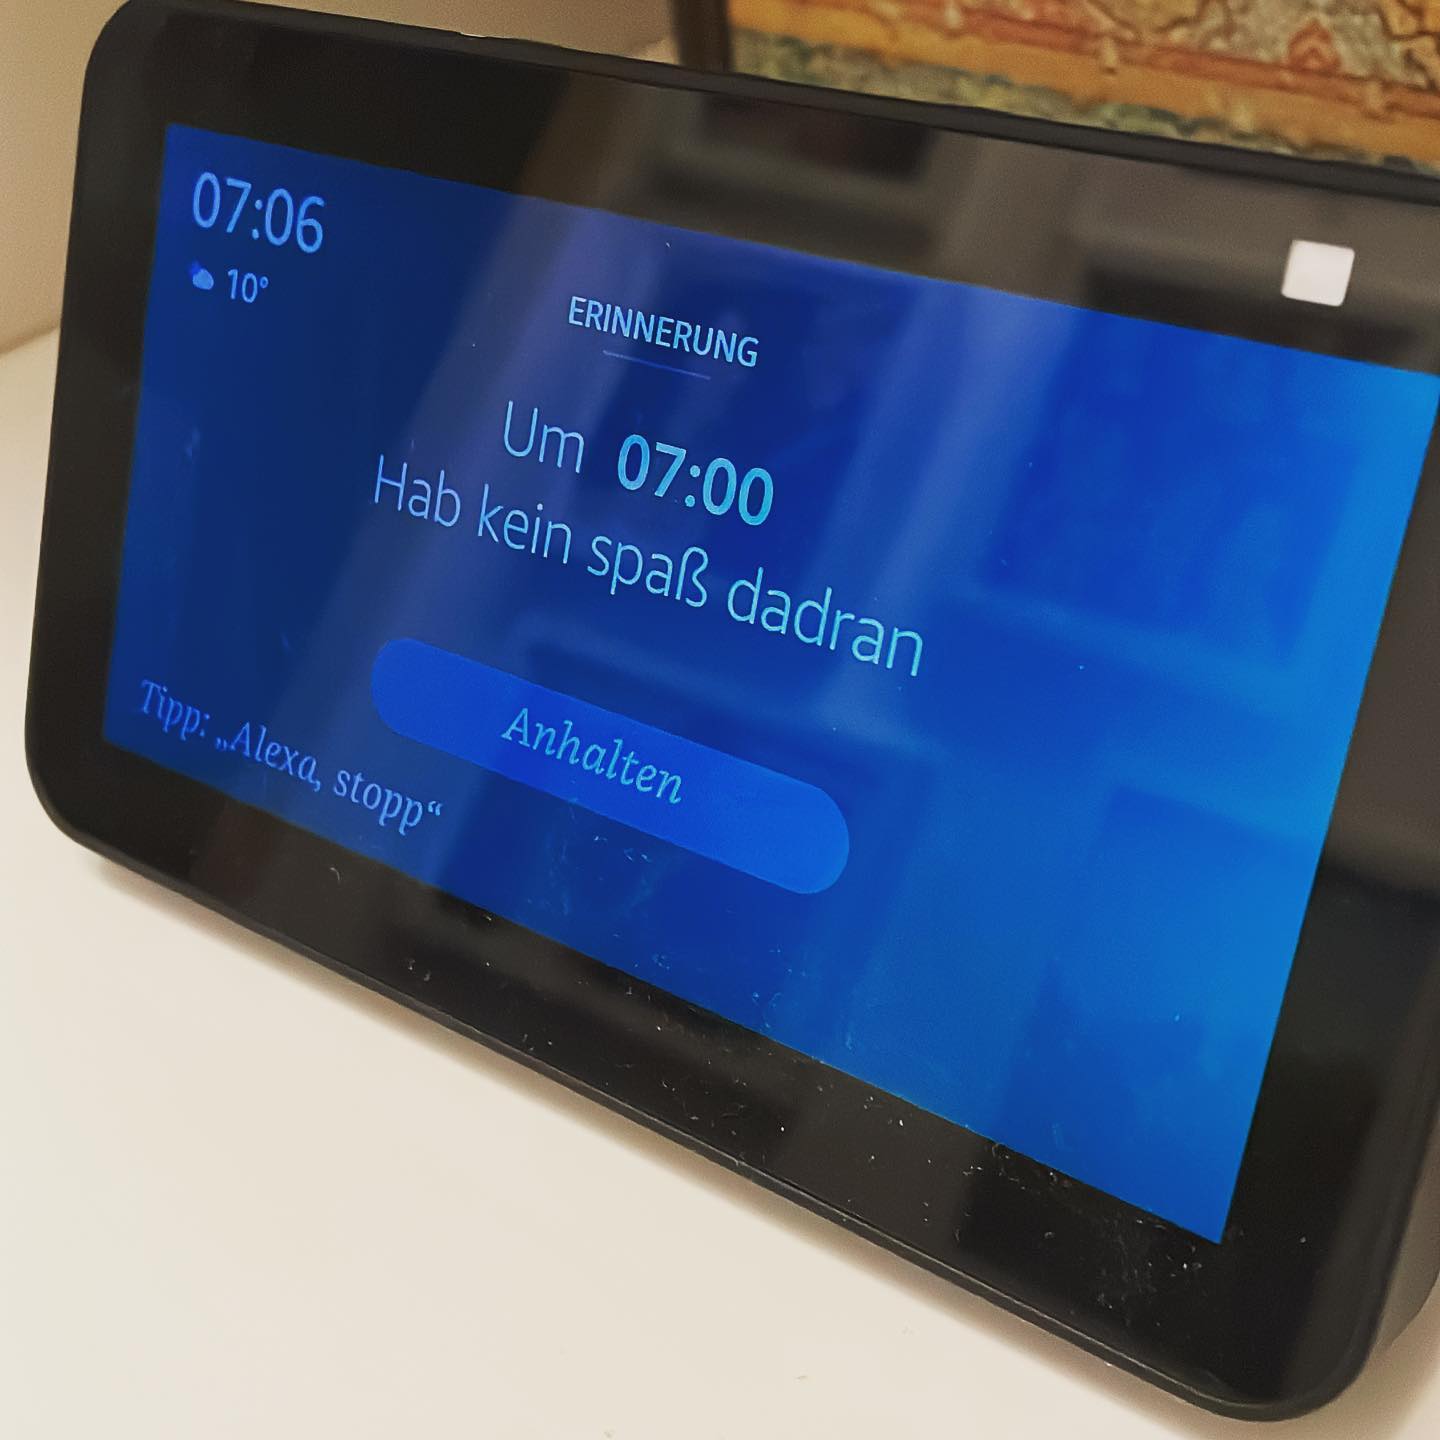 07:06
10°
ERINNERUNG
Um 07:00
Hab kein spaß dadran
Anhalten
Tipp: „Alexa, stopp“